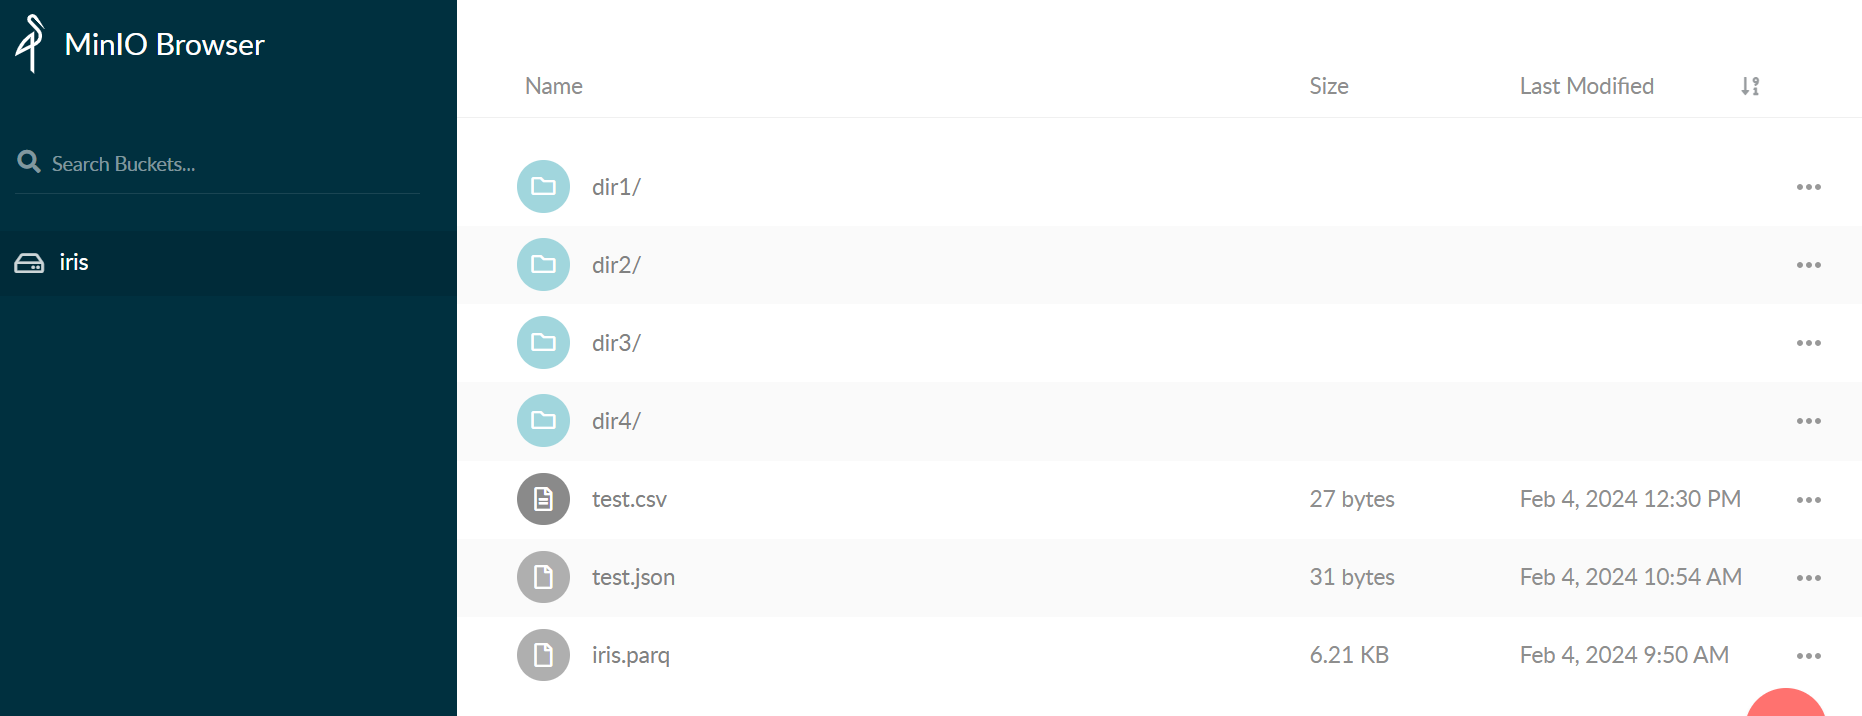 MinIO Browser
Search Buckets...
iris
Name Size Last Modified
dir1/
dir2/
dir3/
dir4/
test.csv 27 bytes Feb 4, 2024 12:30 PM
test.json 31 bytes Feb 4, 2024 10:54 AM
iris.parq 6.21 KB Feb 4, 2024 9:50 AM